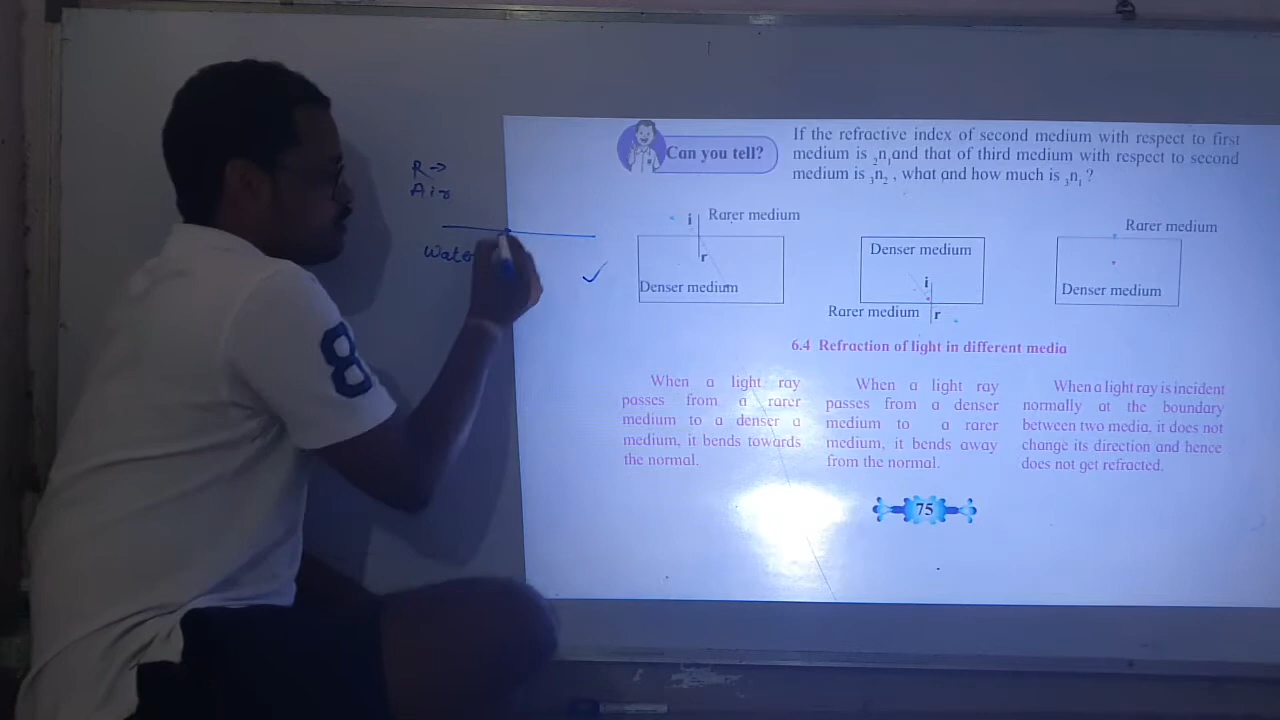 R→
Air
Water
8
Can you tell?
If the refractive index of second medium with respect to first
medium is ₂n₁and that of third medium with respect to second
medium is ₃n₂ , what and how much is ₃n₁ ?
i
Rarer medium
r
Denser medium
Denser medium
i
Rarer medium
r
Rarer medium
Denser medium
6.4 Refraction of light in different media
When a light ray
passes from a rarer
medium to a denser a
medium, it bends towards
the normal.
When a light ray
passes from a denser
medium to a rarer
medium, it bends away
from the normal.
When a light ray is incident
normally at the boundary
between two media, it does not
change its direction and hence
does not get refracted.
75